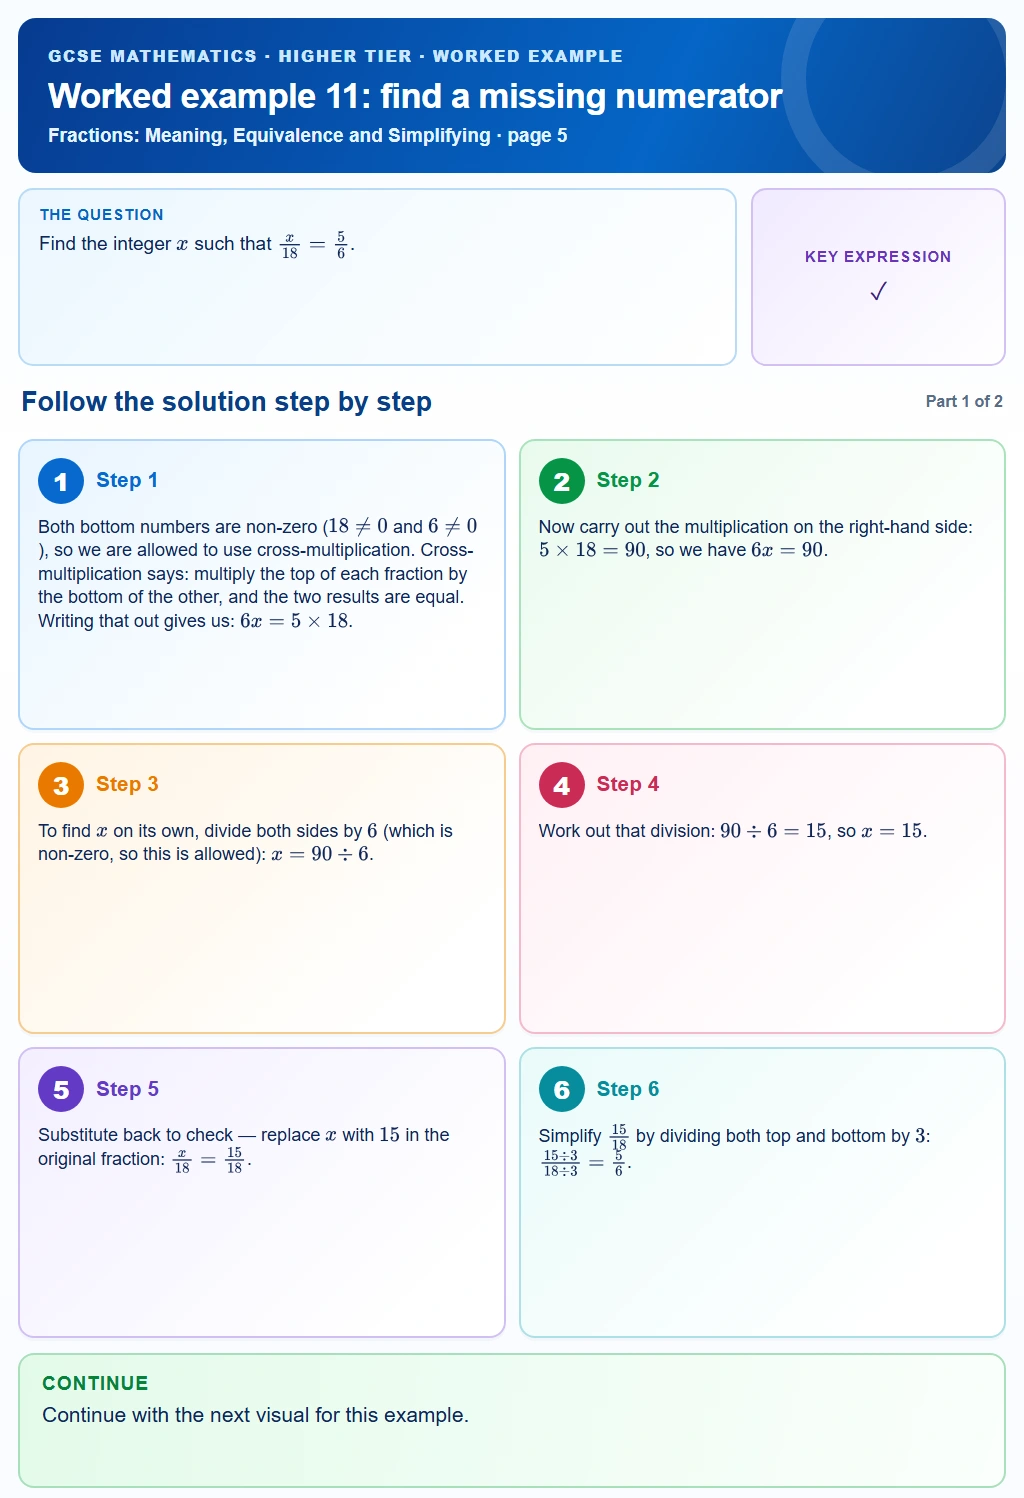 GCSE MATHEMATICS · HIGHER TIER · WORKED EXAMPLE
Worked example 11: find a missing numerator
Fractions: Meaning, Equivalence and Simplifying · page 5
THE QUESTION
Find the integer x such that x/18 = 5/6.
KEY EXPRESSION
✓
Follow the solution step by step
Part 1 of 2
1 Step 1
Both bottom numbers are non-zero (18 ≠ 0 and 6 ≠ 0
), so we are allowed to use cross-multiplication. Cross-
multiplication says: multiply the top of each fraction by
the bottom of the other, and the two results are equal.
Writing that out gives us: 6x = 5 × 18.
2 Step 2
Now carry out the multiplication on the right-hand side:
5 × 18 = 90, so we have 6x = 90.
3 Step 3
To find x on its own, divide both sides by 6 (which is
non-zero, so this is allowed): x = 90 ÷ 6.
4 Step 4
Work out that division: 90 ÷ 6 = 15, so x = 15.
5 Step 5
Substitute back to check — replace x with 15 in the
original fraction: x/18 = 15/18.
6 Step 6
Simplify 15/18 by dividing both top and bottom by 3:
15÷3/18÷3 = 5/6.
CONTINUE
Continue with the next visual for this example.